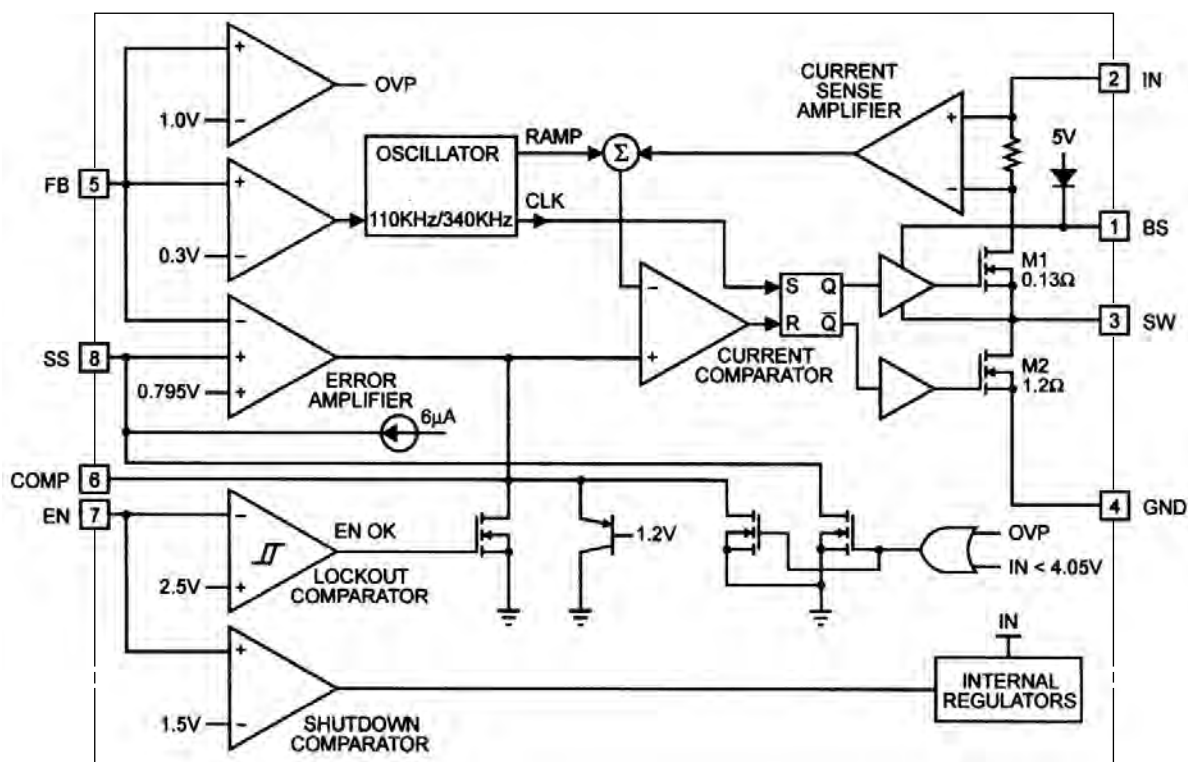 OVP
1.0V
CURRENT
SENSE
AMPLIFIER
2 IN
5V
OSCILLATOR
110KHz/340KHz
RAMP
Σ
CLK
FB 5
0.3V
1 BS
M1
0.13Ω
S Q
R Q̅
CURRENT
COMPARATOR
3 SW
M2
1.2Ω
SS 8
0.795V
ERROR
AMPLIFIER
6µA
COMP 6
EN 7
4 GND
EN OK
LOCKOUT
COMPARATOR
2.5V
1.2V
OVP
IN < 4.05V
IN
INTERNAL
REGULATORS
1.5V
SHUTDOWN
COMPARATOR
+
−
+
−
−
+
+
−
+
+
−
−
+
+
−